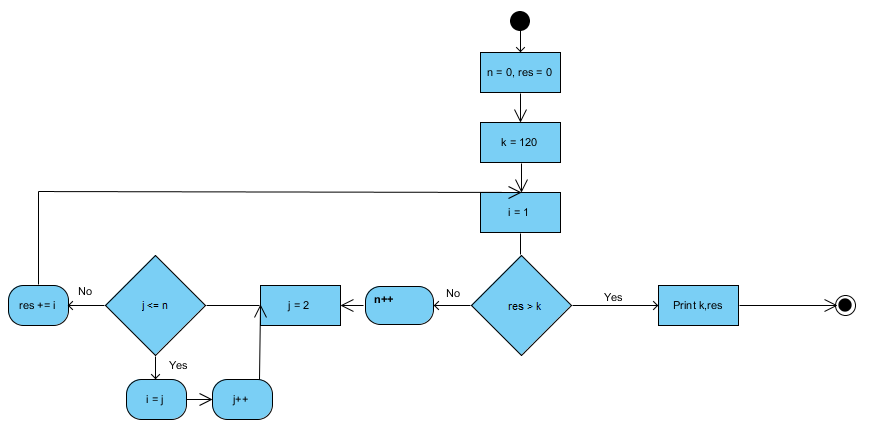 n = 0, res = 0
k = 120
i = 1
res > k
Yes
Print k,res
No
n++
j = 2
j <= n
No
res += i
Yes
i = j
j++